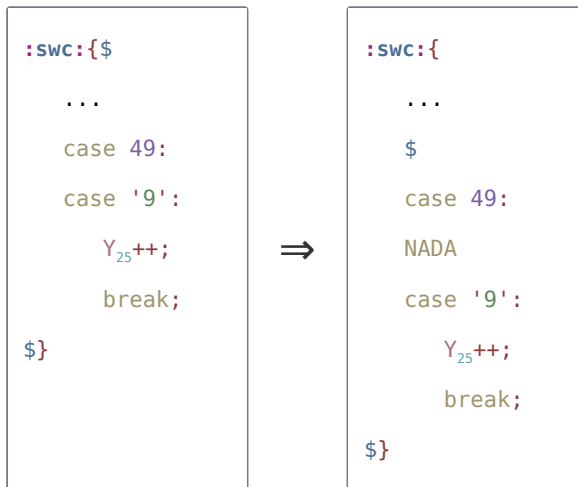 :swc:{$
...
case 49:
case '9':
Y₂₅++;
break;
$}
⇒
:swc:{
...
$
case 49:
NADA
case '9':
Y₂₅++;
break;
$}